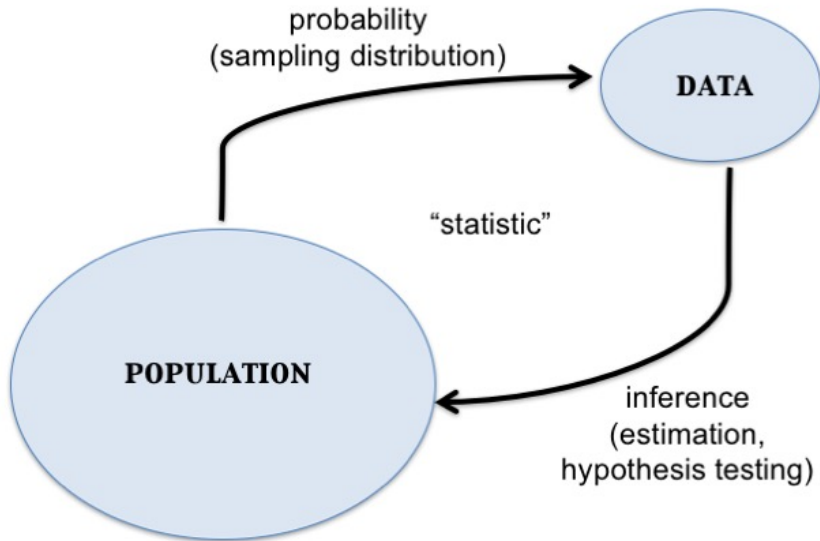 probability
(sampling distribution)
DATA
“statistic”
POPULATION
inference
(estimation,
hypothesis testing)